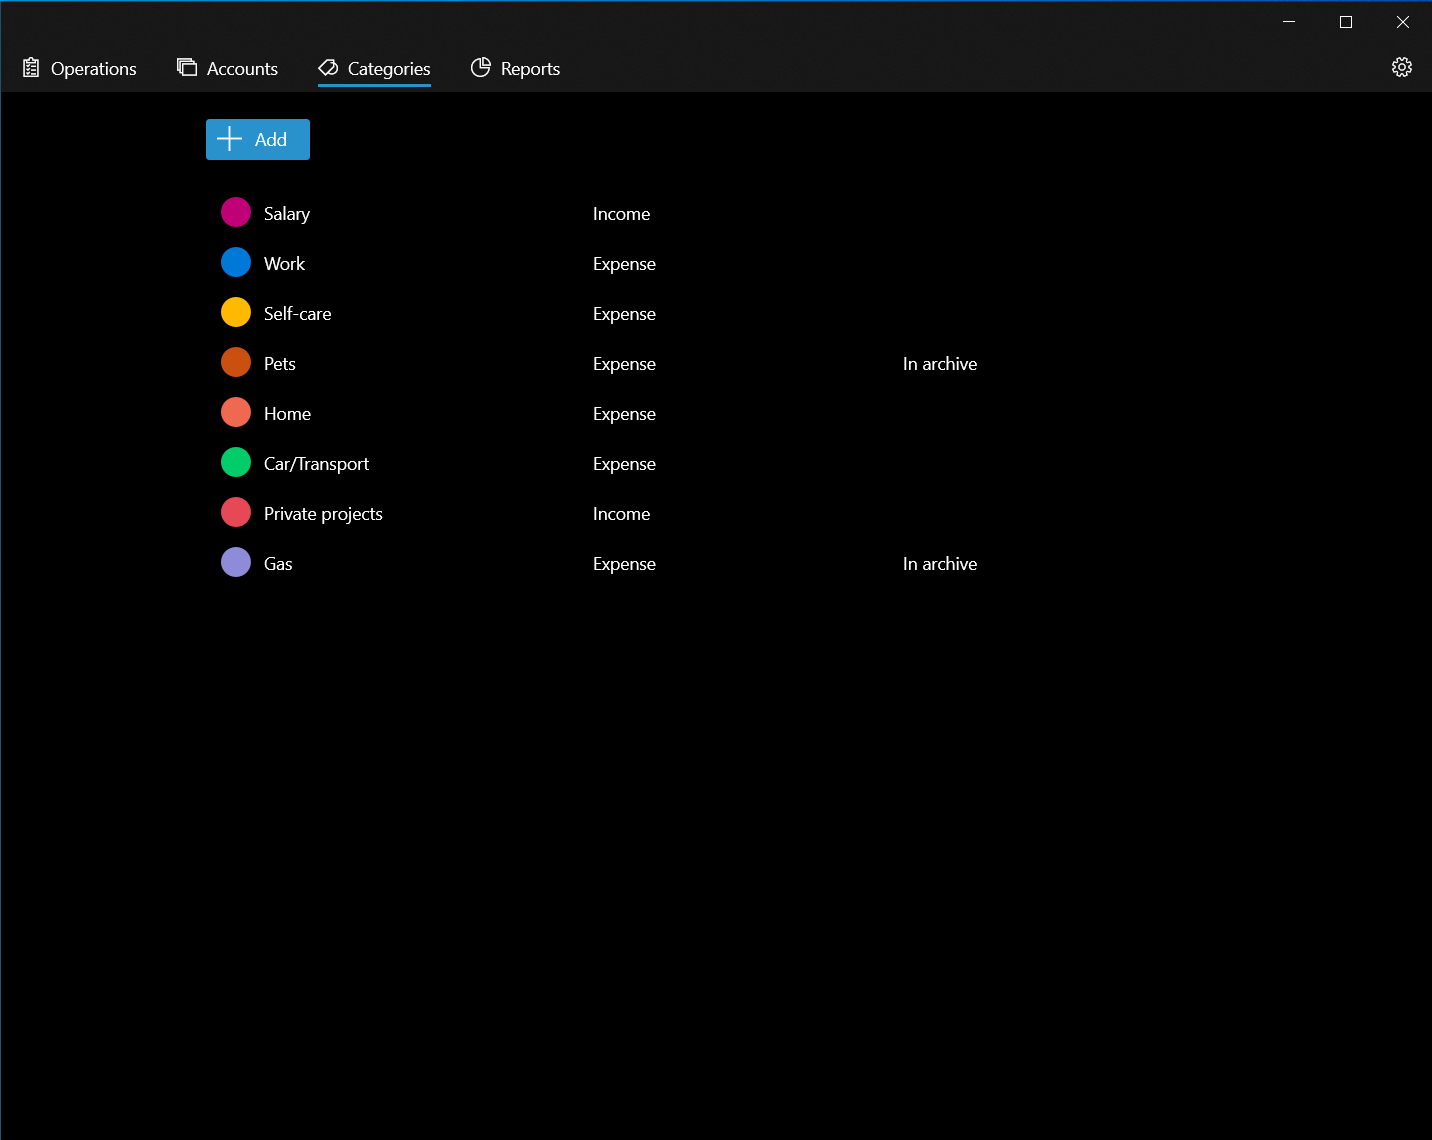 Operations Accounts Categories Reports
Add
Salary Income
Work Expense
Self-care Expense
Pets Expense In archive
Home Expense
Car/Transport Expense
Private projects Income
Gas Expense In archive